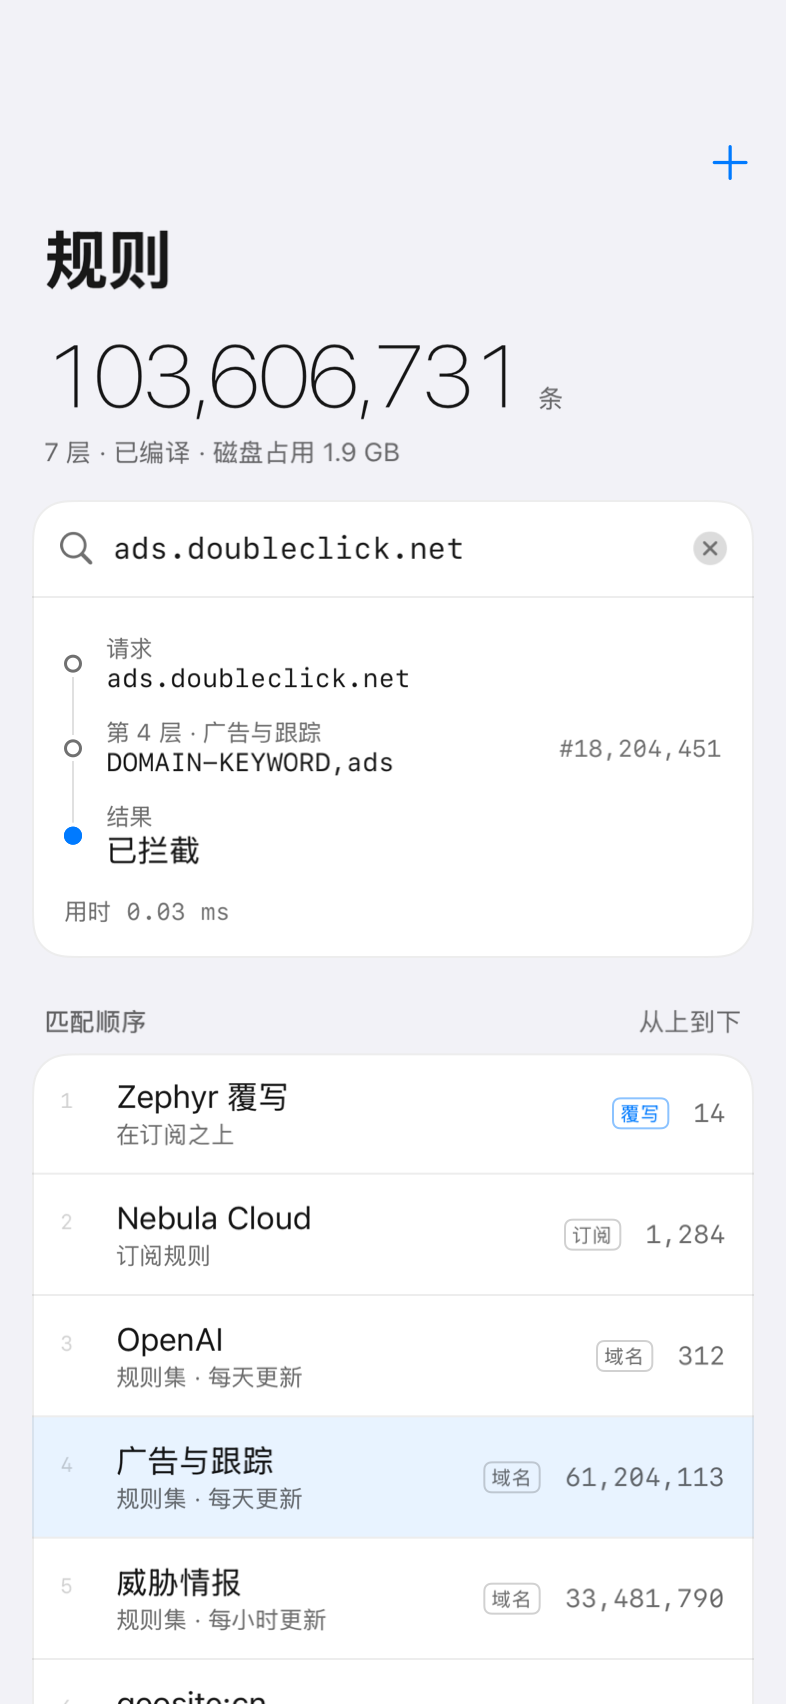 规则
103,606,731 条
7 层 · 已编译 · 磁盘占用 1.9 GB
ads.doubleclick.net
请求
ads.doubleclick.net
第 4 层 · 广告与跟踪
DOMAIN-KEYWORD,ads #18,204,451
结果
已拦截
用时 0.03 ms
匹配顺序 从上到下
1 Zephyr 覆写 覆写 14
在订阅之上
2 Nebula Cloud 订阅 1,284
订阅规则
3 OpenAI 域名 312
规则集 · 每天更新
4 广告与跟踪 域名 61,204,113
规则集 · 每天更新
5 威胁情报 域名 33,481,790
规则集 · 每小时更新
geosite:cn